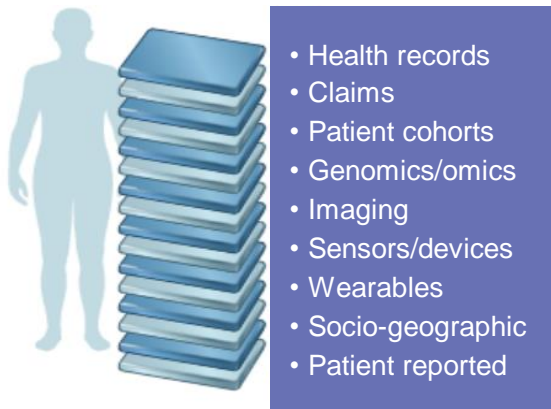 • Health records
• Claims
• Patient cohorts
• Genomics/omics
• Imaging
• Sensors/devices
• Wearables
• Socio-geographic
• Patient reported